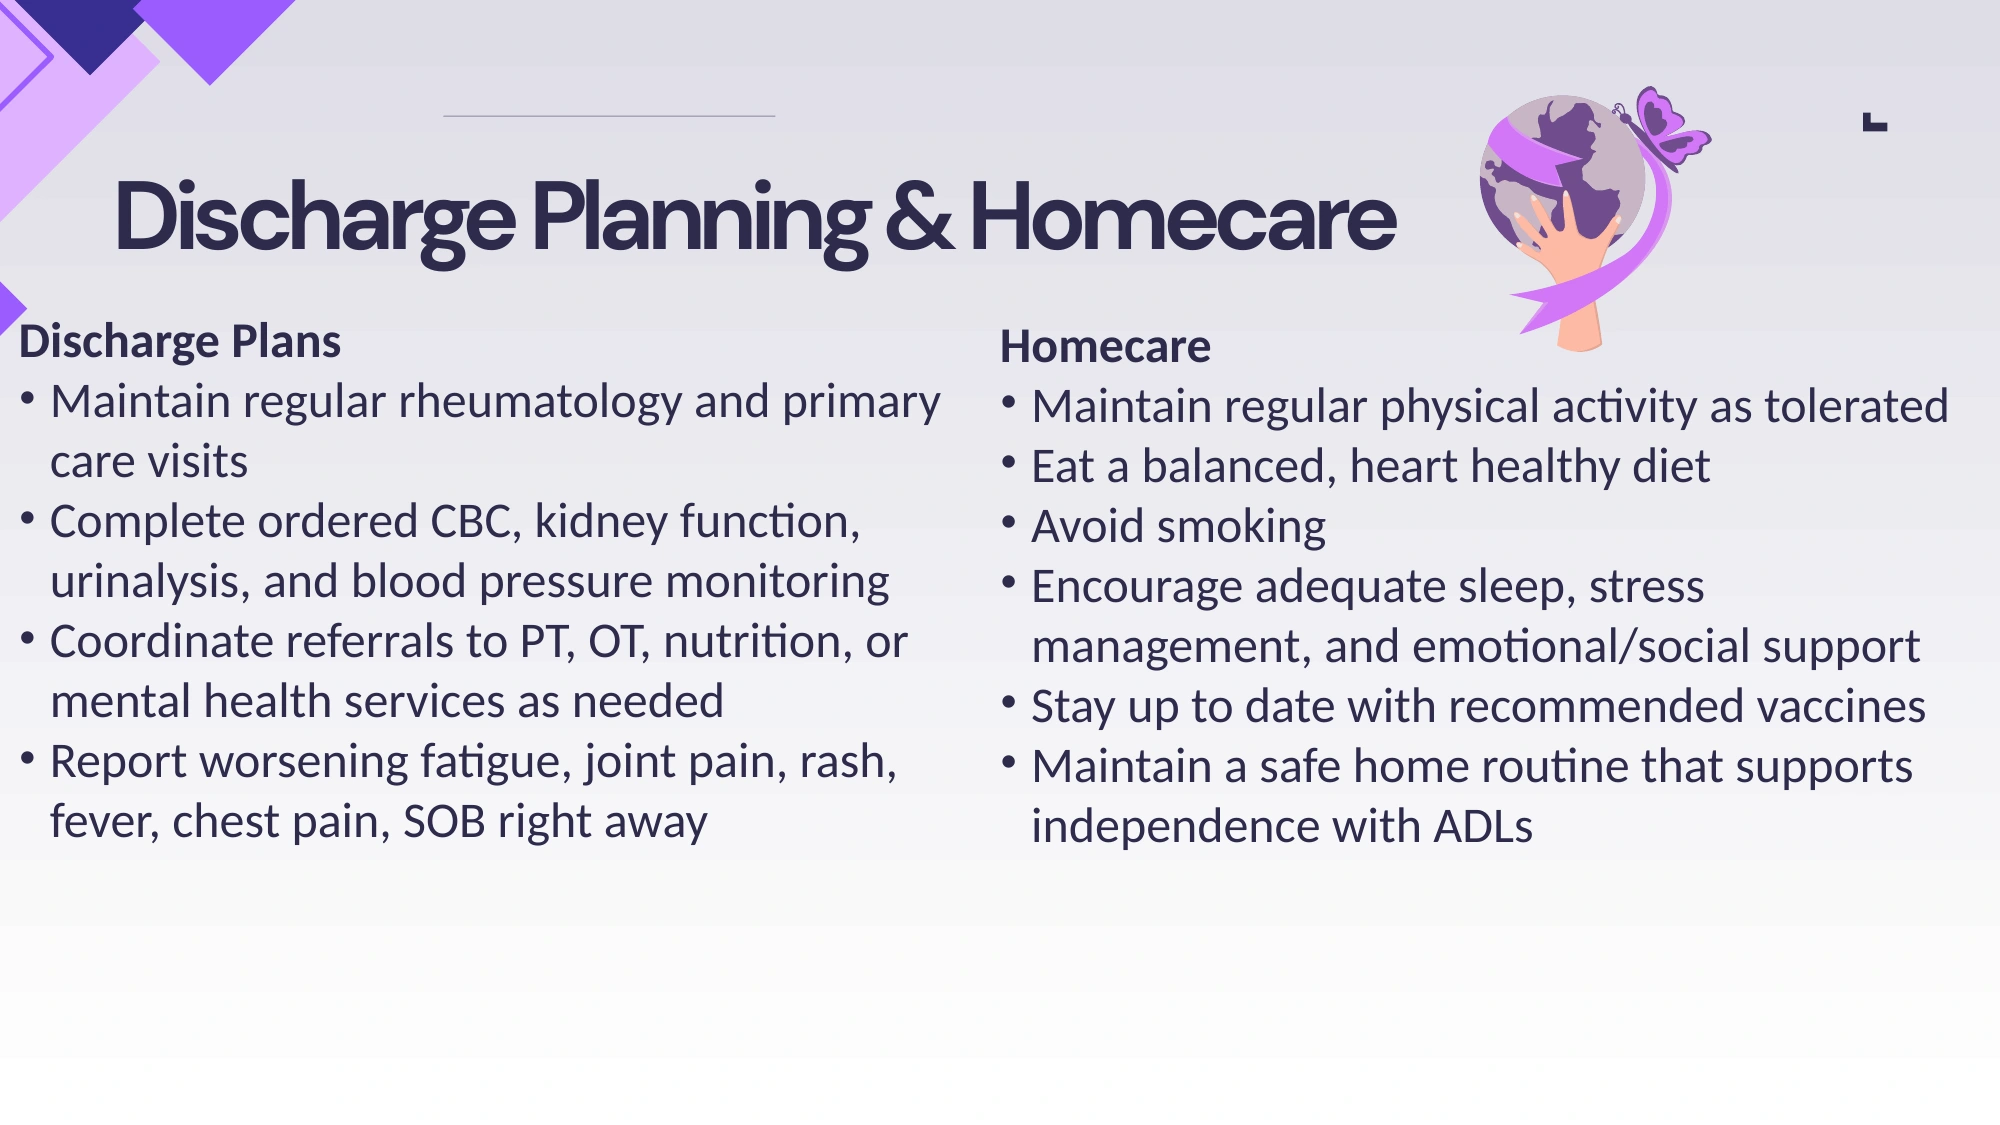 Discharge Planning & Homecare
Discharge Plans
• Maintain regular rheumatology and primary
care visits
• Complete ordered CBC, kidney function,
urinalysis, and blood pressure monitoring
• Coordinate referrals to PT, OT, nutrition, or
mental health services as needed
• Report worsening fatigue, joint pain, rash,
fever, chest pain, SOB right away
Homecare
• Maintain regular physical activity as tolerated
• Eat a balanced, heart healthy diet
• Avoid smoking
• Encourage adequate sleep, stress
management, and emotional/social support
• Stay up to date with recommended vaccines
• Maintain a safe home routine that supports
independence with ADLs